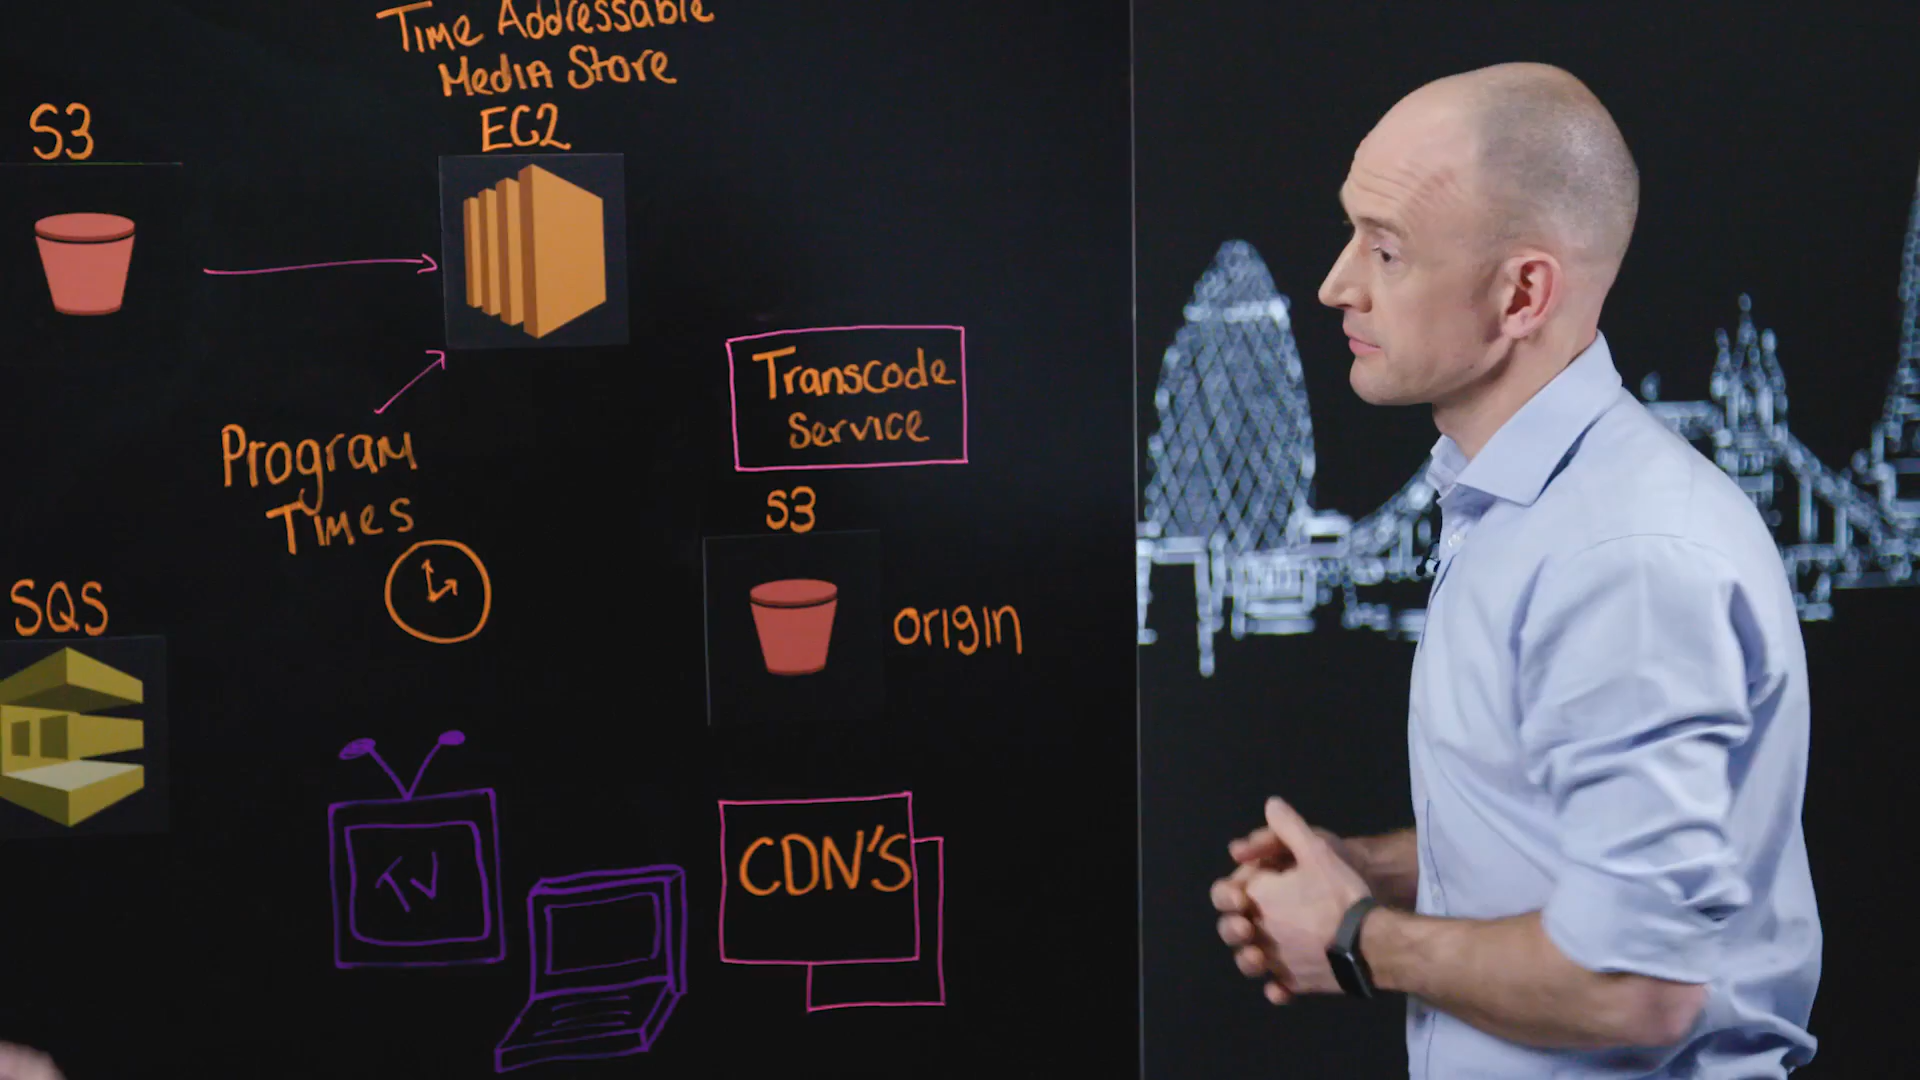 Time Addressable
Media Store
EC2
S3
Transcode
Service
Program
Times
S3
origin
SQS
TV
CDN'S